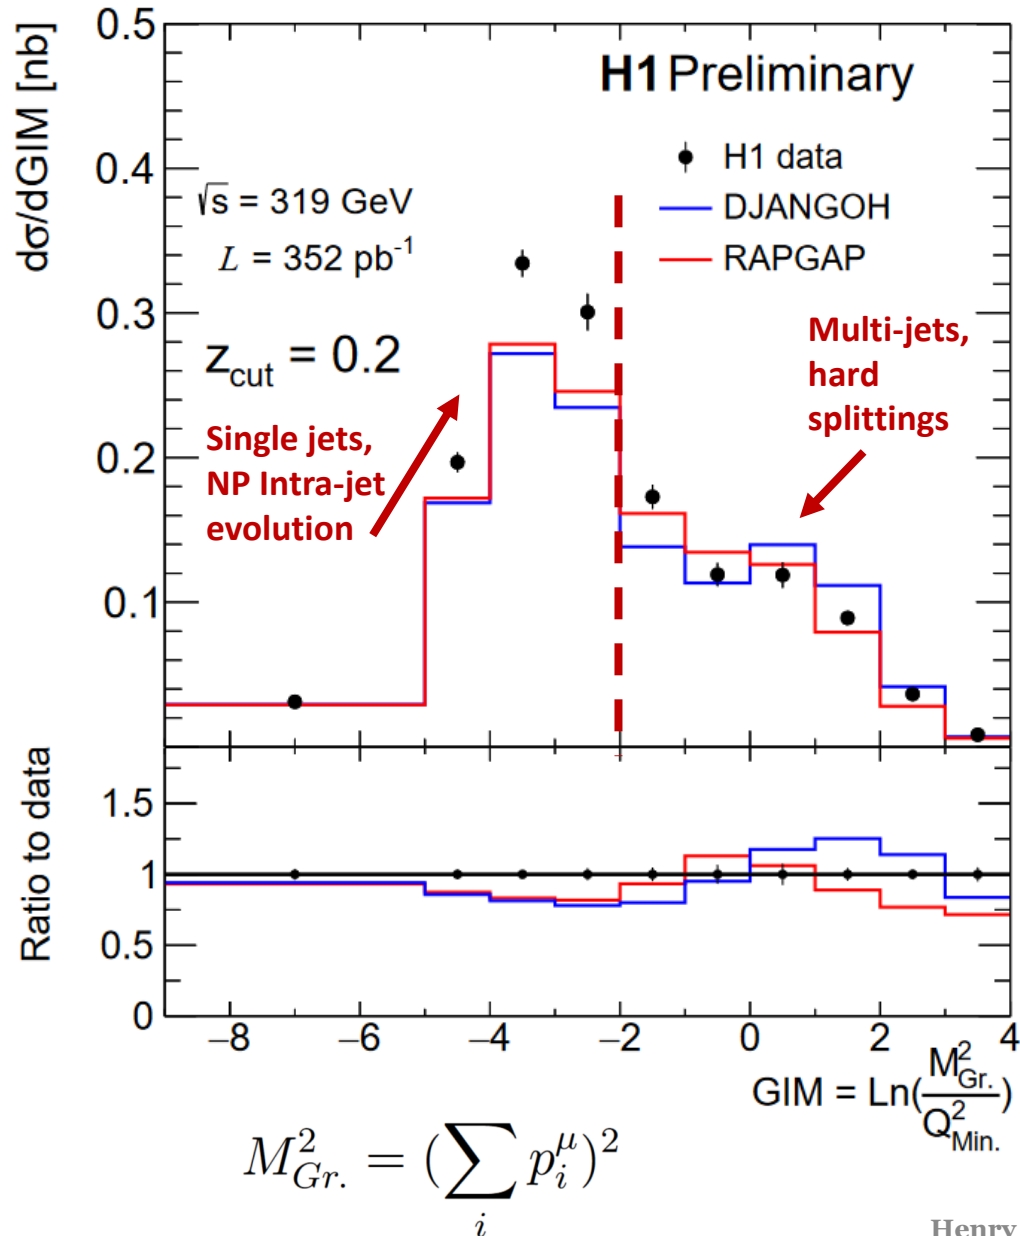 0.5
H1 Preliminary
dσ/dGIM [nb]
H1 data
DJANGOH
RAPGAP
0.4
√s = 319 GeV
L = 352 pb⁻¹
0.3
z_cut = 0.2
Multi-jets,
hard
splittings
Single jets,
NP Intra-jet
evolution
0.2
0.1
Ratio to data
1.5
1
0.5
0
−8 −6 −4 −2 0 2 4
GIM = Ln(M²_Gr. / Q²_Min.)
M²_Gr. = (∑_i p_i^μ)²
Henry